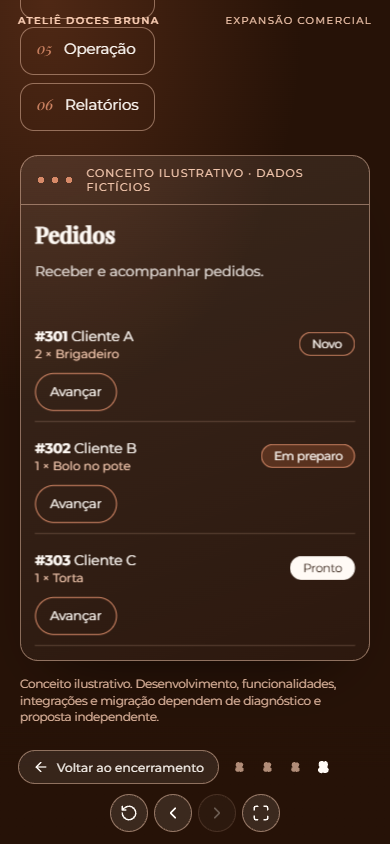 ATELIÊ DOCES BRUNA
EXPANSÃO COMERCIAL
05 Operação
06 Relatórios
CONCEITO ILUSTRATIVO · DADOS
FICTÍCIOS
Pedidos
Receber e acompanhar pedidos.
#301 Cliente A
Novo
2 × Brigadeiro
Avançar
#302 Cliente B
Em preparo
1 × Bolo no pote
Avançar
#303 Cliente C
Pronto
1 × Torta
Avançar
Conceito ilustrativo. Desenvolvimento, funcionalidades,
integrações e migração dependem de diagnóstico e
proposta independente.
Voltar ao encerramento